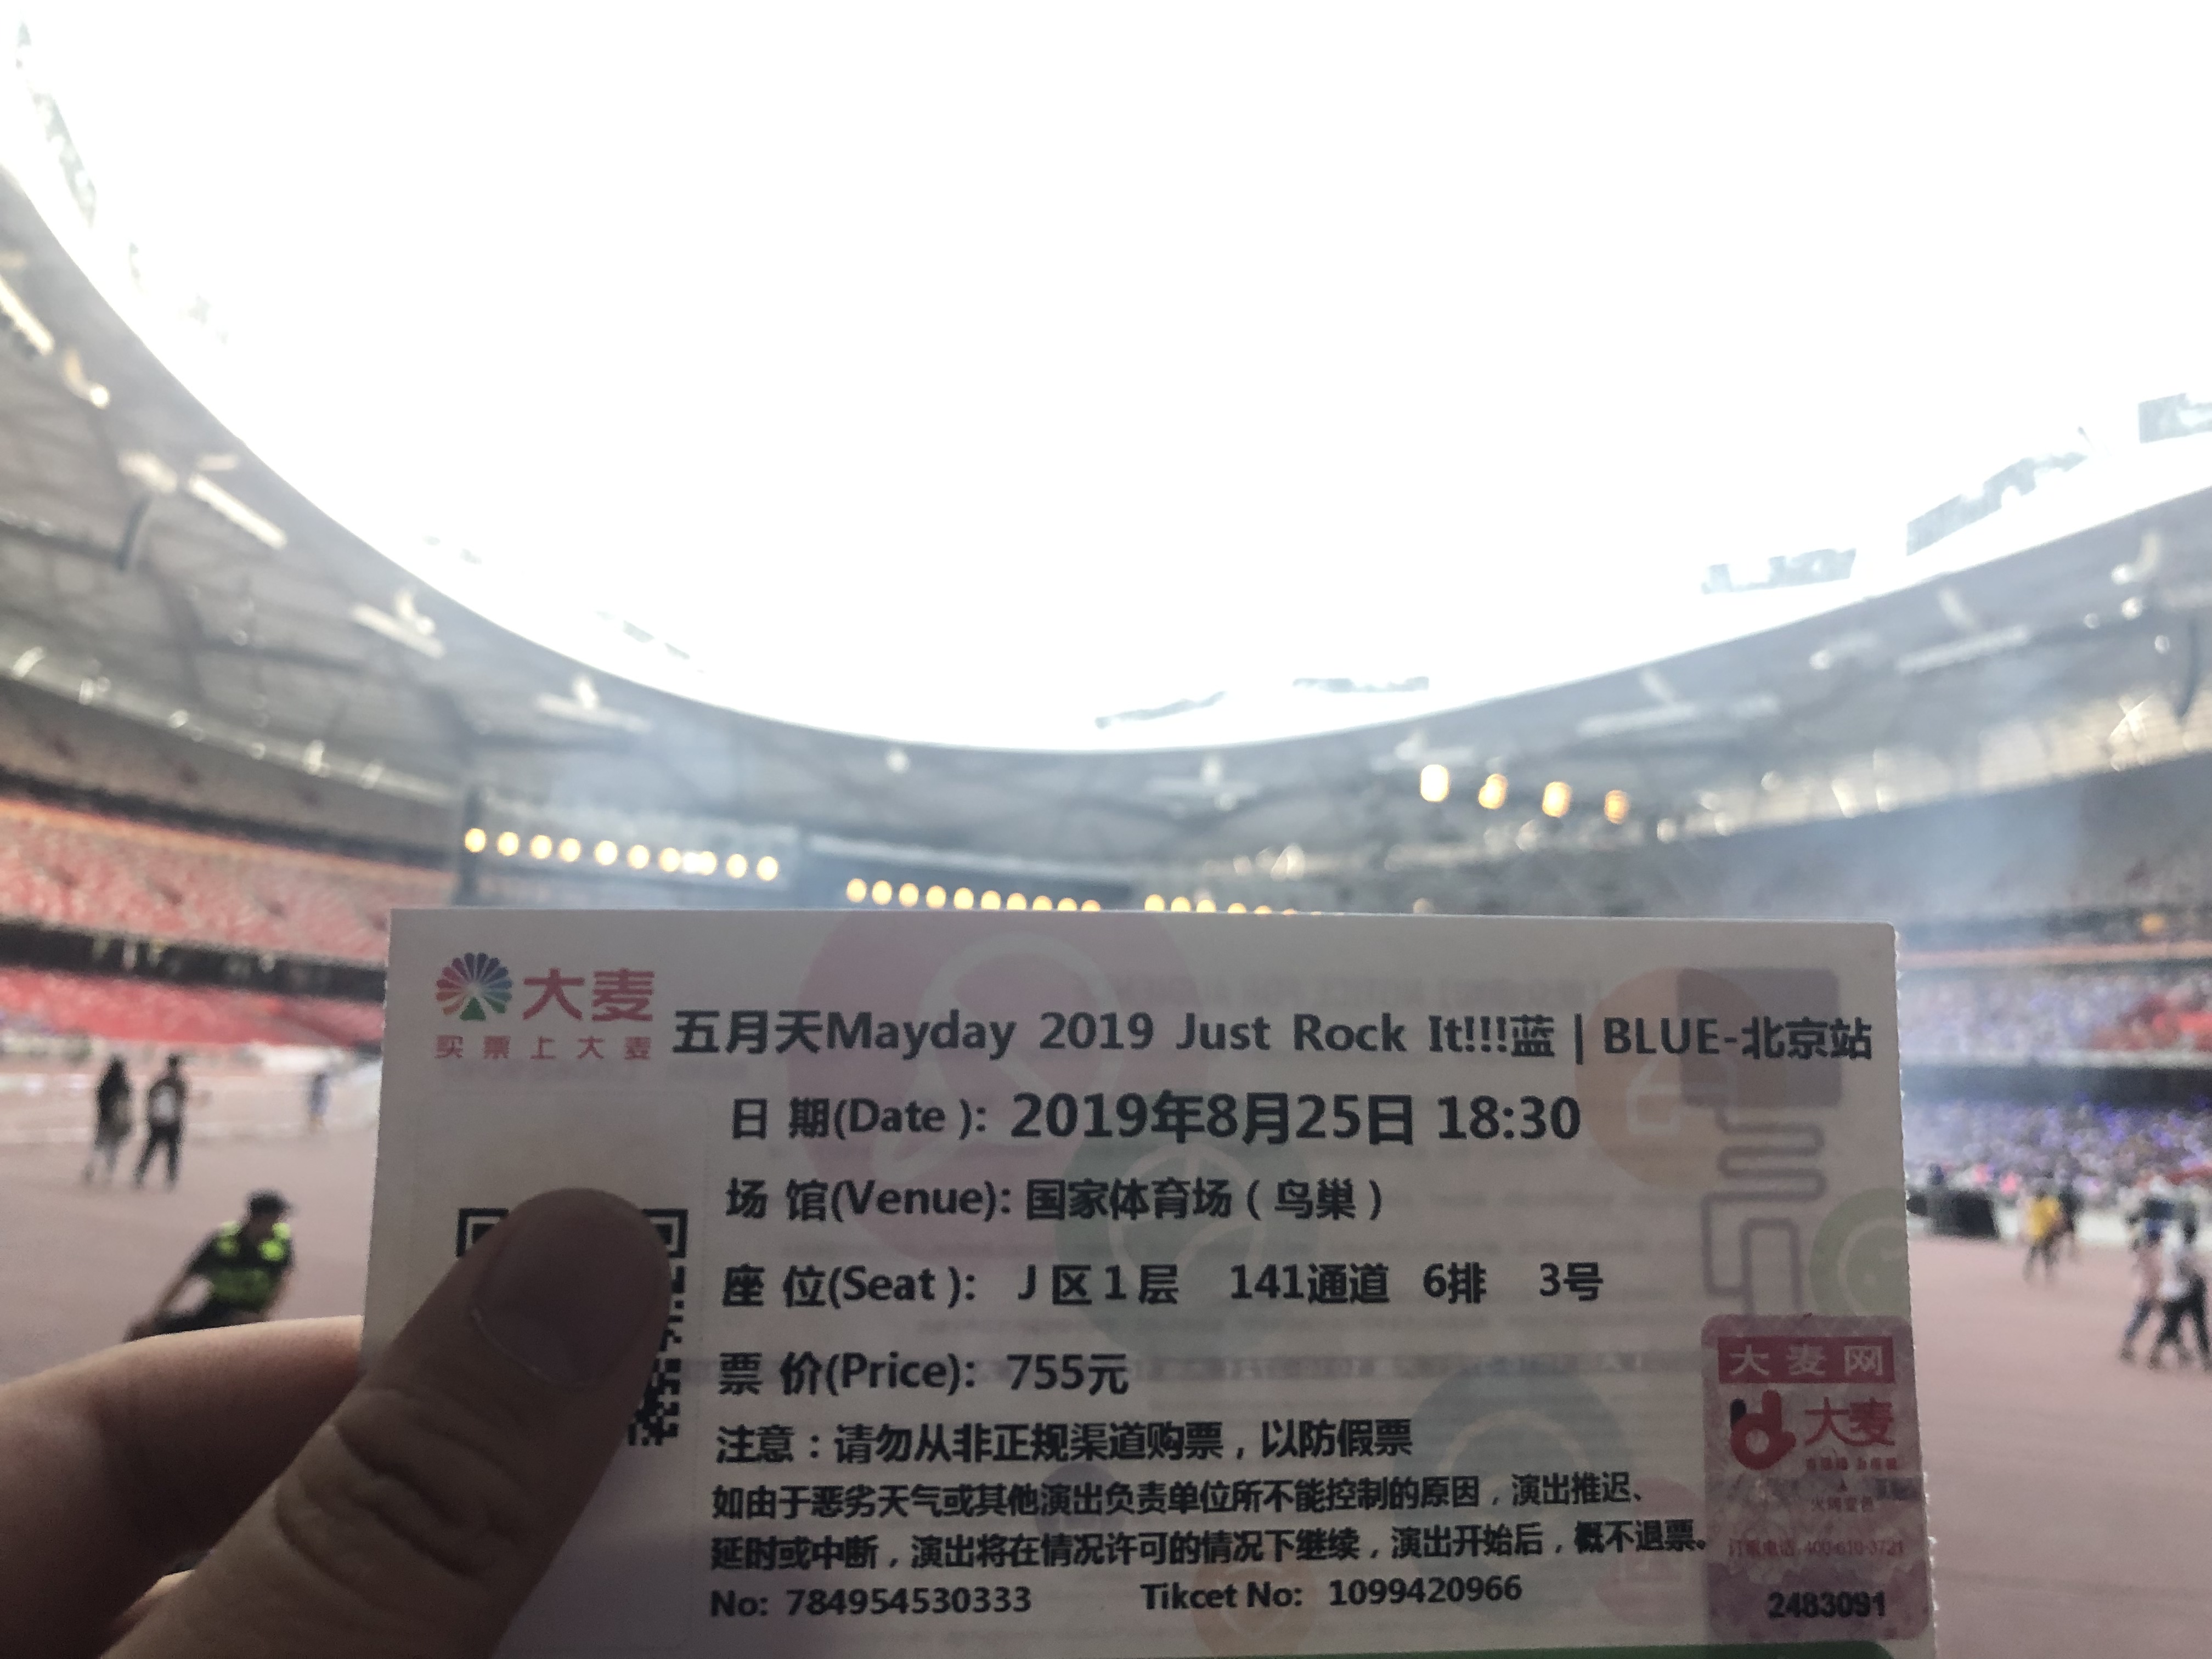 大麦
买票上大麦
五月天Mayday 2019 Just Rock It!!!蓝 | BLUE-北京站
日 期(Date ): 2019年8月25日 18:30
场 馆(Venue): 国家体育场（鸟巢）
座 位(Seat ): J 区 1 层 141通道 6排 3号
票 价(Price): 755元
注意：请勿从非正规渠道购票，以防假票
如由于恶劣天气或其他演出负责单位所不能控制的原因，演出推迟、
延时或中断，演出将在情况许可的情况下继续，演出开始后，概不退票。
No: 784954530333 Tikcet No: 1099420966
大麦网
大麦
订票电话 400-610-3721
2483091